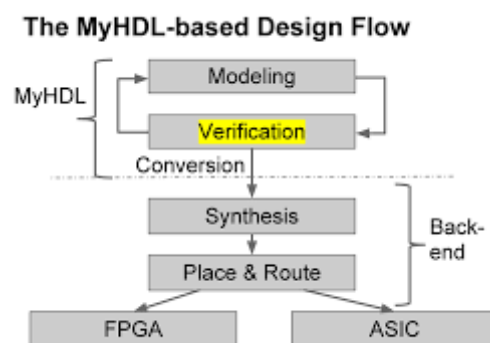 The MyHDL-based Design Flow
Modeling
MyHDL
Verification
Conversion
Synthesis
Back-
end
Place & Route
FPGA
ASIC